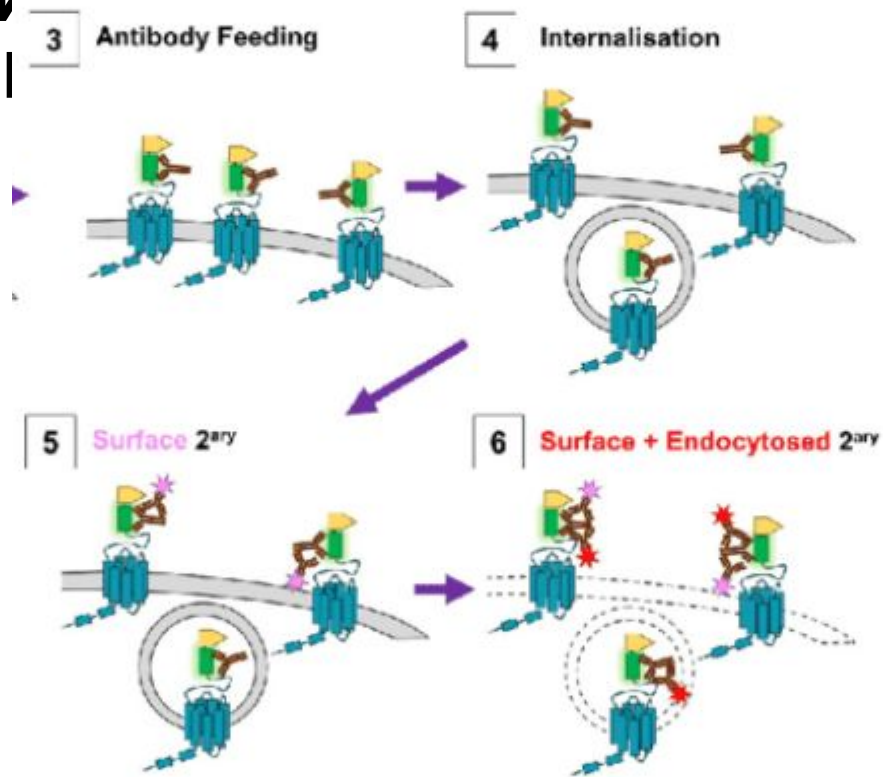 3 Antibody Feeding
4 Internalisation
5 Surface 2ary
6 Surface + Endocytosed 2ary